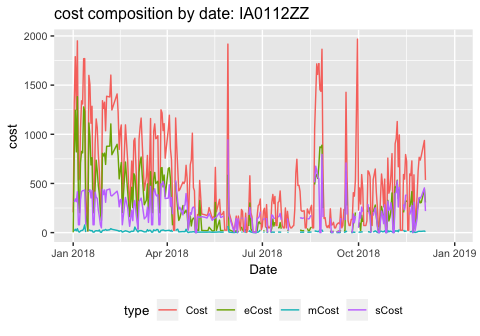 cost composition by date: IA0112ZZ
2000
1500
1000
500
0
cost
Jan 2018
Apr 2018
Jul 2018
Oct 2018
Jan 2019
Date
type
Cost
eCost
mCost
sCost